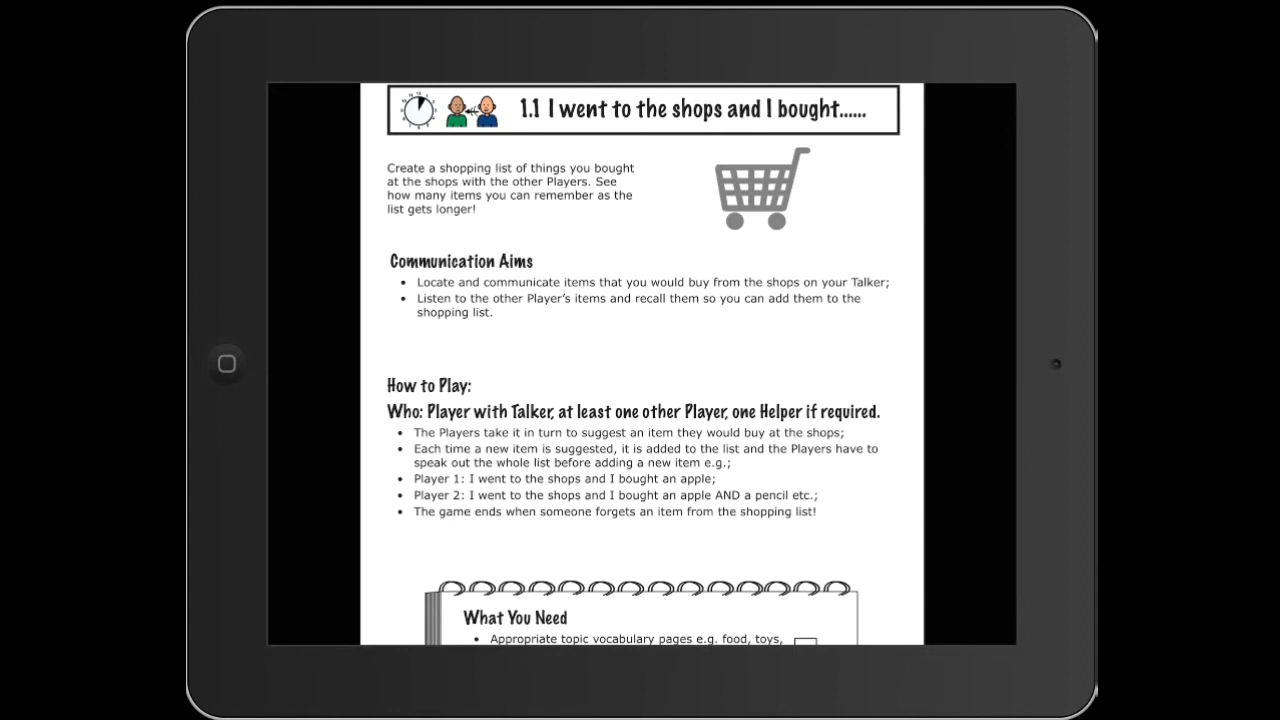 1.1 I went to the shops and I bought......
Create a shopping list of things you bought
at the shops with the other Players. See
how many items you can remember as the
list gets longer!
Communication Aims
• Locate and communicate items that you would buy from the shops on your Talker;
• Listen to the other Player's items and recall them so you can add them to the
shopping list.
How to Play:
Who: Player with Talker, at least one other Player, one Helper if required.
• The Players take it in turn to suggest an item they would buy at the shops;
• Each time a new item is suggested, it is added to the list and the Players have to
speak out the whole list before adding a new item e.g.;
• Player 1: I went to the shops and I bought an apple;
• Player 2: I went to the shops and I bought an apple AND a pencil etc.;
• The game ends when someone forgets an item from the shopping list!
What You Need
• Appropriate topic vocabulary pages e.g. food, toys,